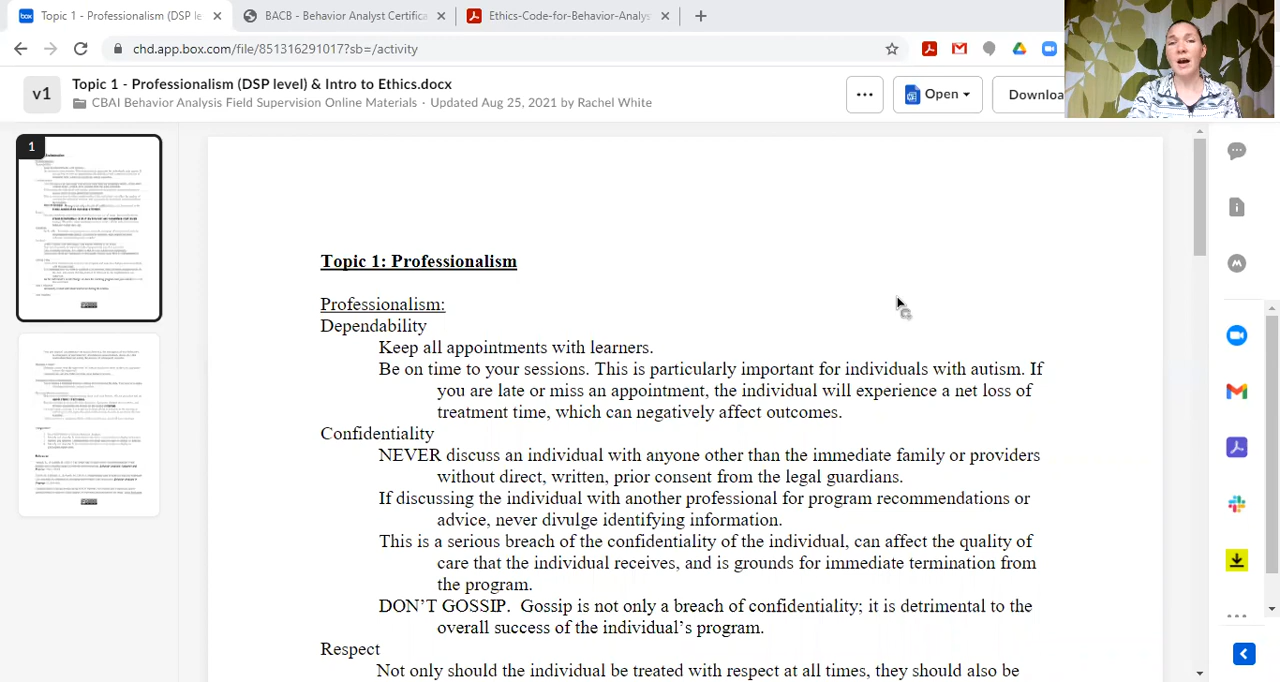 Topic 1 - Professionalism (DSP le
BACB - Behavior Analyst Certifica
Ethics-Code-for-Behavior-Analys
chd.app.box.com/file/851316291017?sb=/activity
v1
Topic 1 - Professionalism (DSP level) & Intro to Ethics.docx
CBAI Behavior Analysis Field Supervision Online Materials · Updated Aug 25, 2021 by Rachel White
Open
Downloa
1
Topic 1: Professionalism
Professionalism:
Dependability
Keep all appointments with learners.
Be on time to your sessions. This is particularly important for individuals with autism. If
you are late or miss an appointment, the individual will experience a net loss of
treatment time, which can negatively affect outcomes.
Confidentiality
NEVER discuss an individual with anyone other than the immediate family or providers
without direct, written, prior consent from the legal guardians.
If discussing the individual with another professional for program recommendations or
advice, never divulge identifying information.
This is a serious breach of the confidentiality of the individual, can affect the quality of
care that the individual receives, and is grounds for immediate termination from
the program.
DON'T GOSSIP. Gossip is not only a breach of confidentiality; it is detrimental to the
overall success of the individual's program.
Respect
Not only should the individual be treated with respect at all times, they should also be